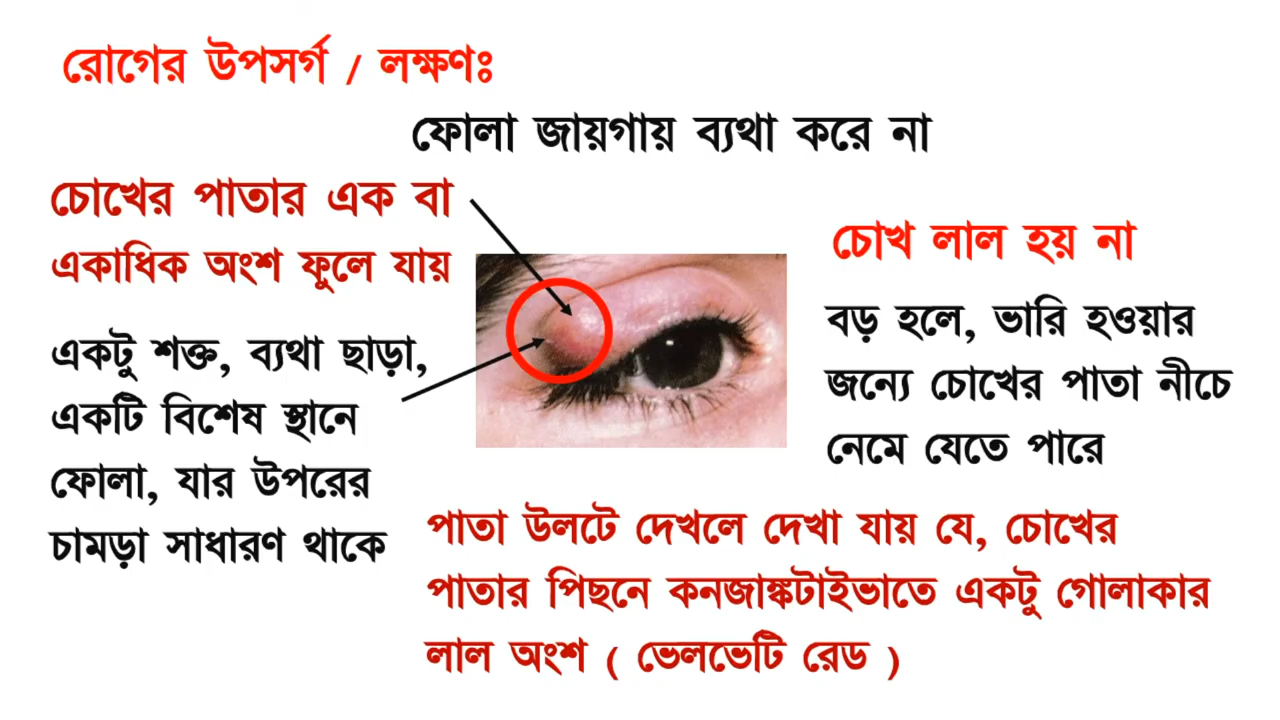 রোগের উপসর্গ / লক্ষণঃ
ফোলা জায়গায় ব্যথা করে না
চোখের পাতার এক বা
একাধিক অংশ ফুলে যায়
একটু শক্ত, ব্যথা ছাড়া,
একটি বিশেষ স্থানে
ফোলা, যার উপরের
চামড়া সাধারণ থাকে
চোখ লাল হয় না
বড় হলে, ভারি হওয়ার
জন্যে চোখের পাতা নীচে
নেমে যেতে পারে
পাতা উলটে দেখলে দেখা যায় যে, চোখের
পাতার পিছনে কনজাঙ্কটাইভাতে একটু গোলাকার
লাল অংশ ( ভেলভেটি রেড )